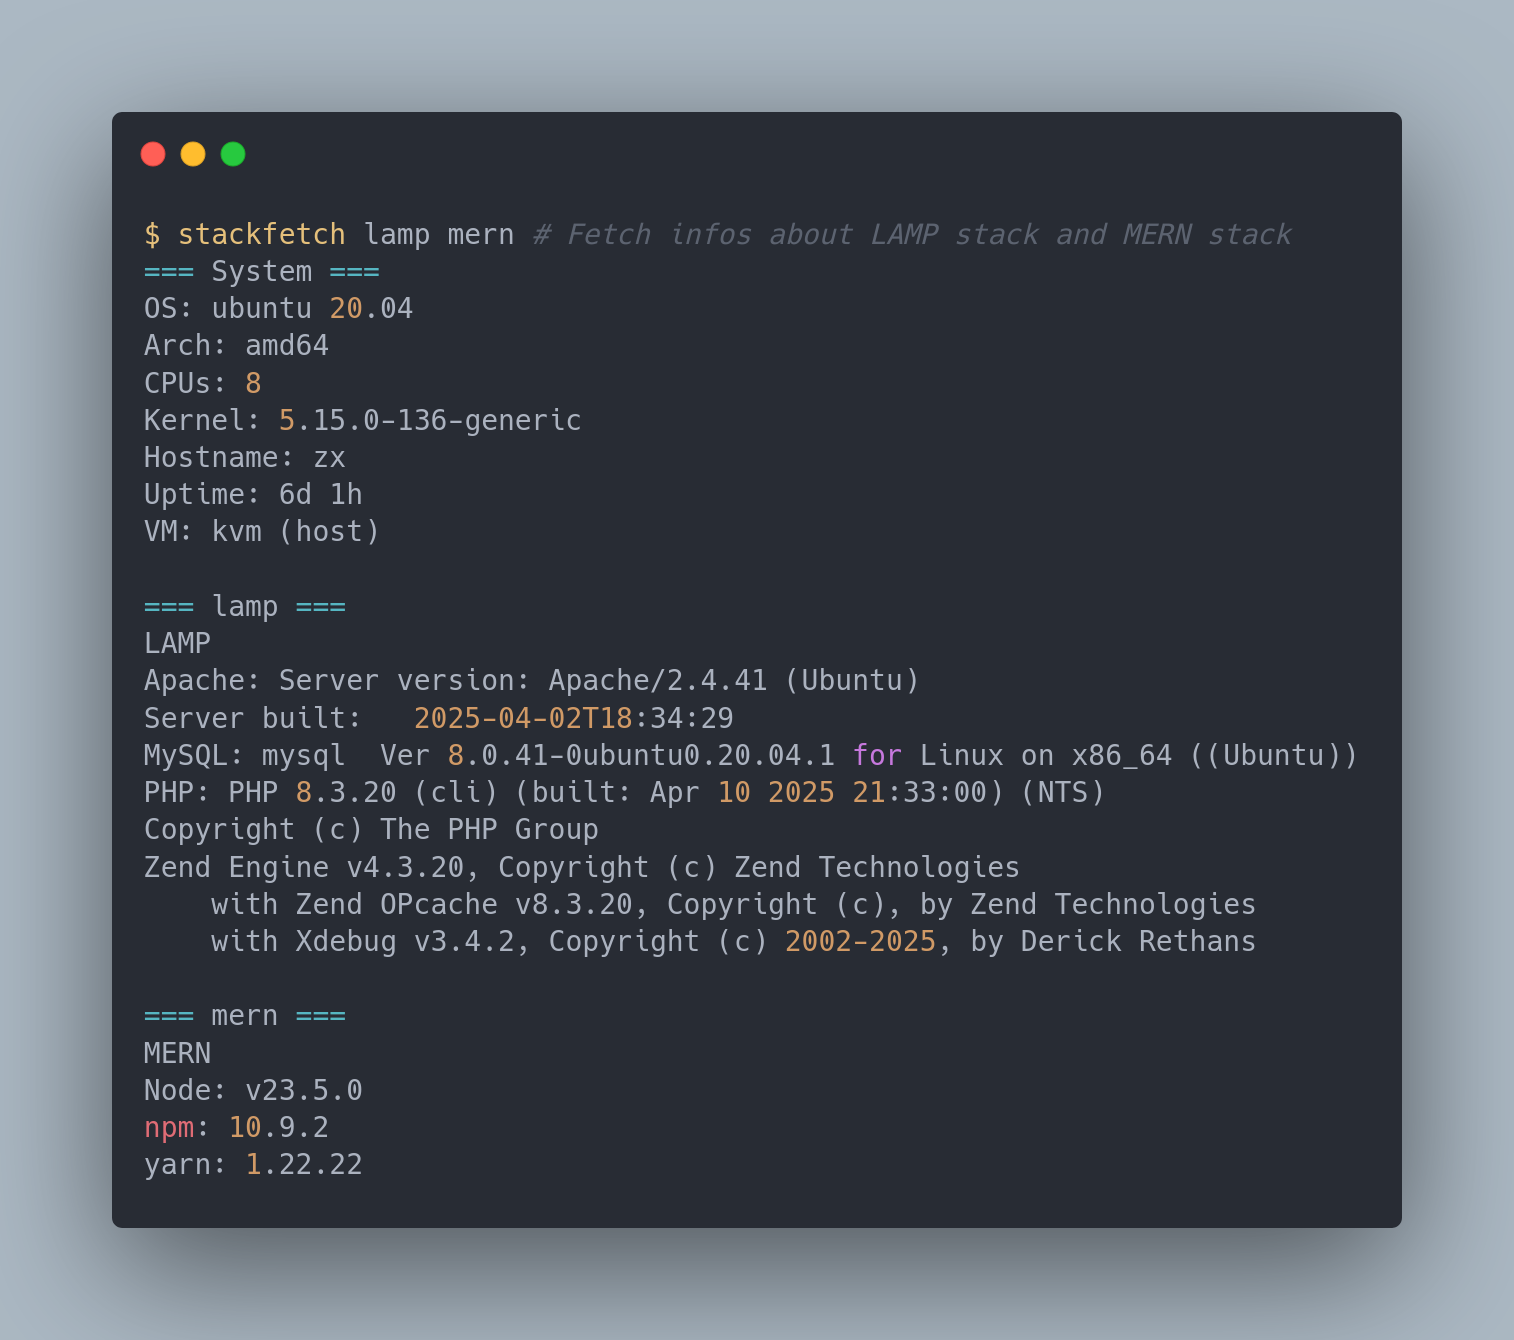 $ stackfetch lamp mern # Fetch infos about LAMP stack and MERN stack
=== System ===
OS: ubuntu 20.04
Arch: amd64
CPUs: 8
Kernel: 5.15.0-136-generic
Hostname: zx
Uptime: 6d 1h
VM: kvm (host)

=== lamp ===
LAMP
Apache: Server version: Apache/2.4.41 (Ubuntu)
Server built:   2025-04-02T18:34:29
MySQL: mysql  Ver 8.0.41-0ubuntu0.20.04.1 for Linux on x86_64 ((Ubuntu))
PHP: PHP 8.3.20 (cli) (built: Apr 10 2025 21:33:00) (NTS)
Copyright (c) The PHP Group
Zend Engine v4.3.20, Copyright (c) Zend Technologies
    with Zend OPcache v8.3.20, Copyright (c), by Zend Technologies
    with Xdebug v3.4.2, Copyright (c) 2002-2025, by Derick Rethans

=== mern ===
MERN
Node: v23.5.0
npm: 10.9.2
yarn: 1.22.22